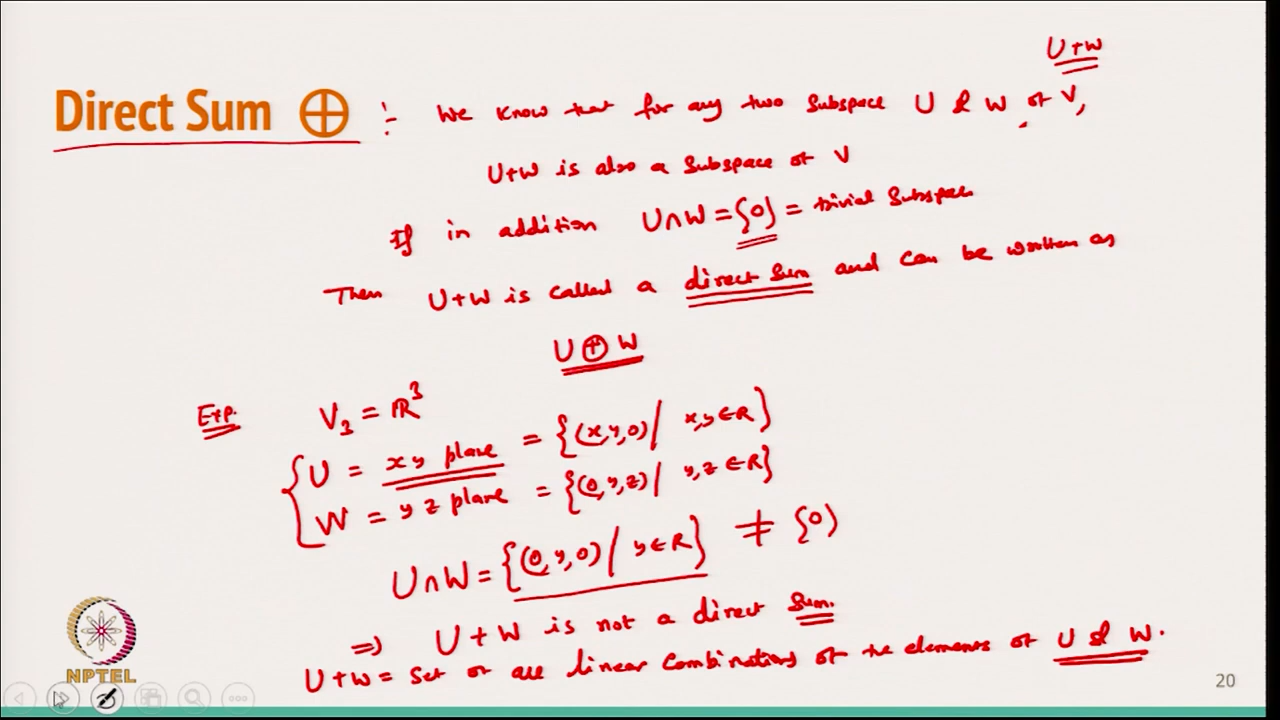 U+W
Direct Sum ⊕ :- We know that for any two subspace U & W of V,
U+W is also a subspace of V
If in addition U∩W = {0} = trivial subspace
Then U+W is called a direct sum and can be written as
U ⊕ W
Exp. V₃ = ℝ³
U = xy plane = {(x,y,0) / x,y ∈ R}
W = yz plane = {(0,y,z) / y,z ∈ R}
U∩W = {(0,y,0) / y ∈ R} ≠ {0}
⇒ U+W is not a direct sum.
U+W = set of all linear combinations of the elements of U & W.
NPTEL
20